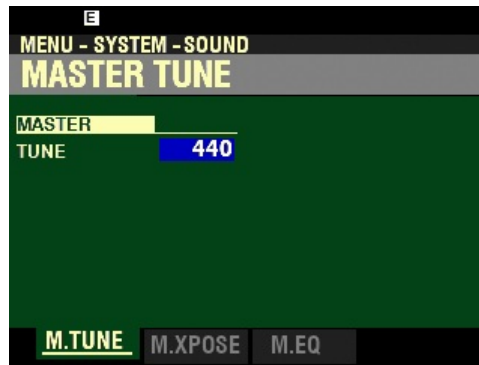 E
MENU - SYSTEM - SOUND
MASTER TUNE
MASTER
TUNE 440
M.TUNE M.XPOSE M.EQ